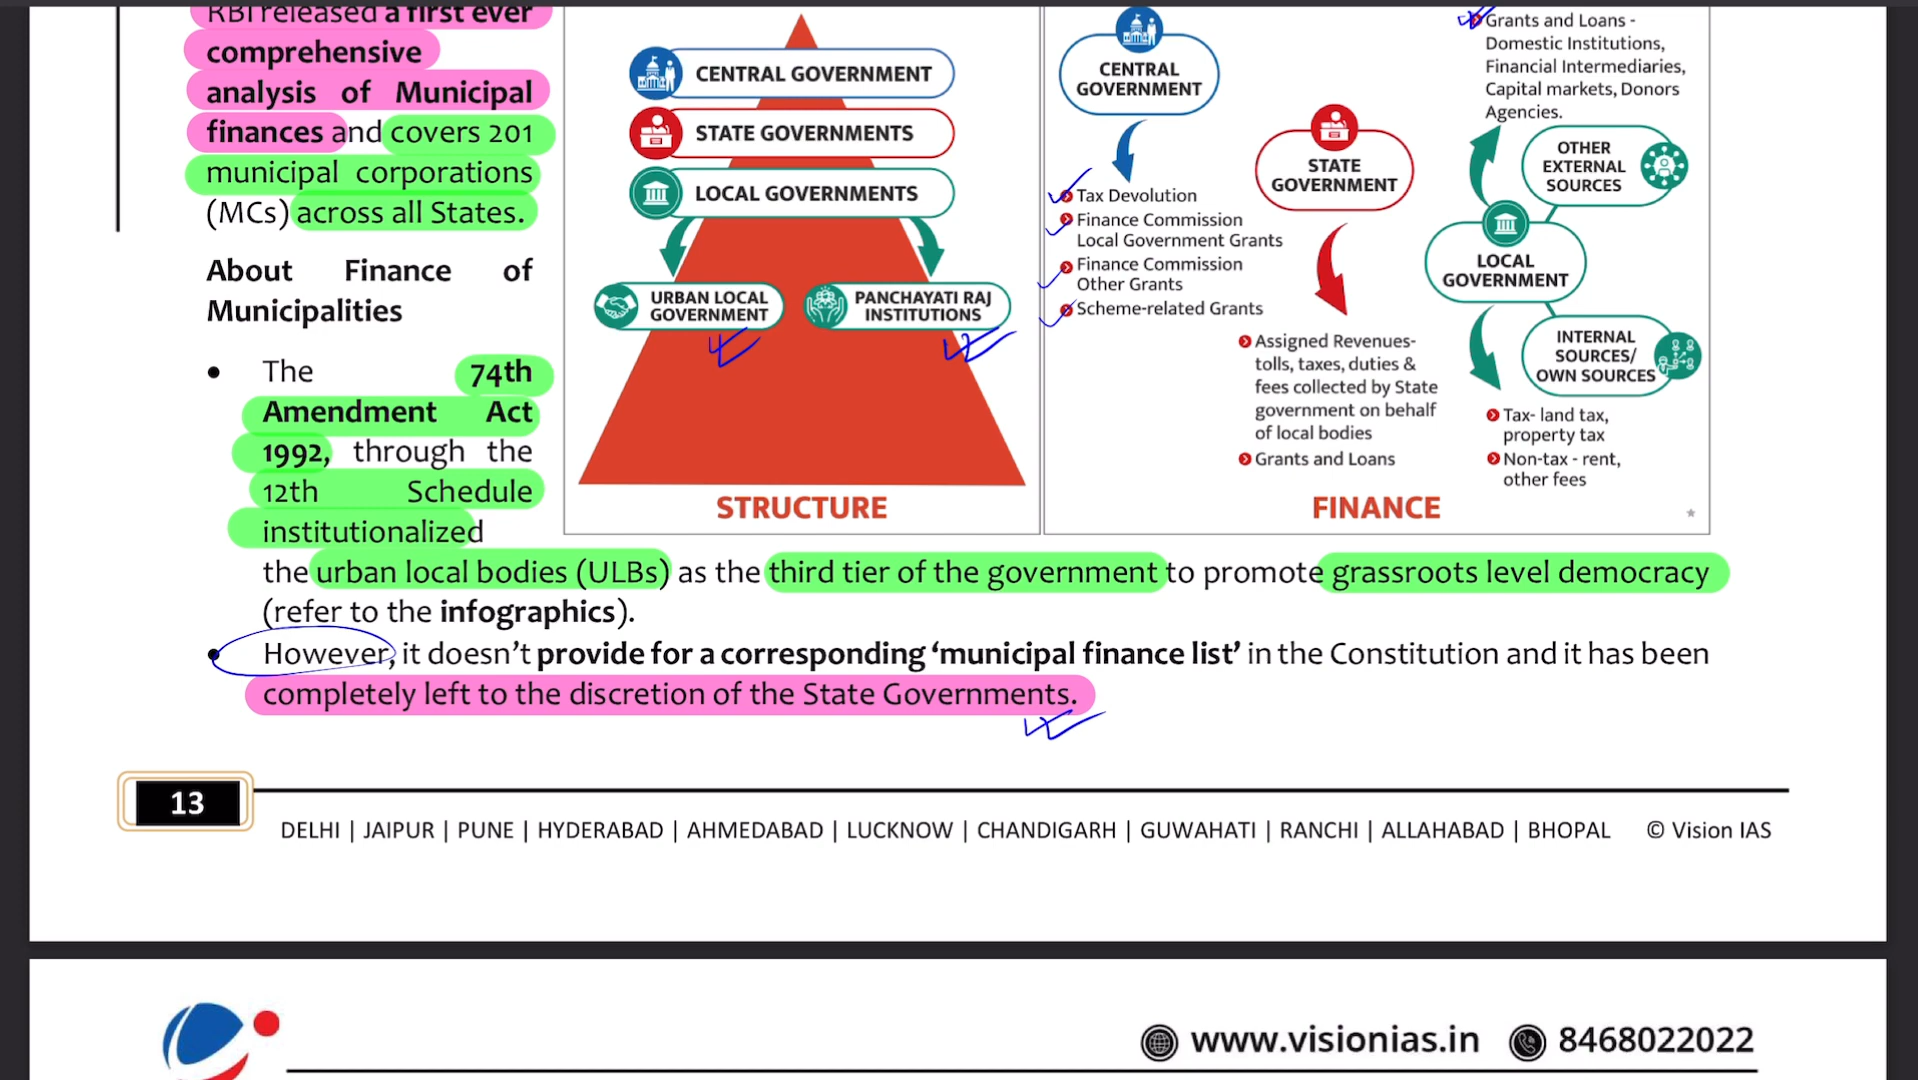 RBI released a first ever
comprehensive
analysis of Municipal
finances and covers 201
municipal corporations
(MCs) across all States.
About Finance of
Municipalities
• The 74th
Amendment Act
1992, through the
12th Schedule
institutionalized
the urban local bodies (ULBs) as the third tier of the government to promote grassroots level democracy
(refer to the infographics).
• However, it doesn't provide for a corresponding 'municipal finance list' in the Constitution and it has been
completely left to the discretion of the State Governments.
CENTRAL GOVERNMENT
STATE GOVERNMENTS
LOCAL GOVERNMENTS
URBAN LOCAL
GOVERNMENT
PANCHAYATI RAJ
INSTITUTIONS
STRUCTURE
CENTRAL
GOVERNMENT
Tax Devolution
Finance Commission
Local Government Grants
Finance Commission
Other Grants
Scheme-related Grants
STATE
GOVERNMENT
Assigned Revenues-
tolls, taxes, duties &
fees collected by State
government on behalf
of local bodies
Grants and Loans
Grants and Loans -
Domestic Institutions,
Financial Intermediaries,
Capital markets, Donors
Agencies.
OTHER
EXTERNAL
SOURCES
LOCAL
GOVERNMENT
INTERNAL
SOURCES/
OWN SOURCES
Tax- land tax,
property tax
Non-tax - rent,
other fees
FINANCE
13
DELHI | JAIPUR | PUNE | HYDERABAD | AHMEDABAD | LUCKNOW | CHANDIGARH | GUWAHATI | RANCHI | ALLAHABAD | BHOPAL © Vision IAS
www.visionias.in 8468022022